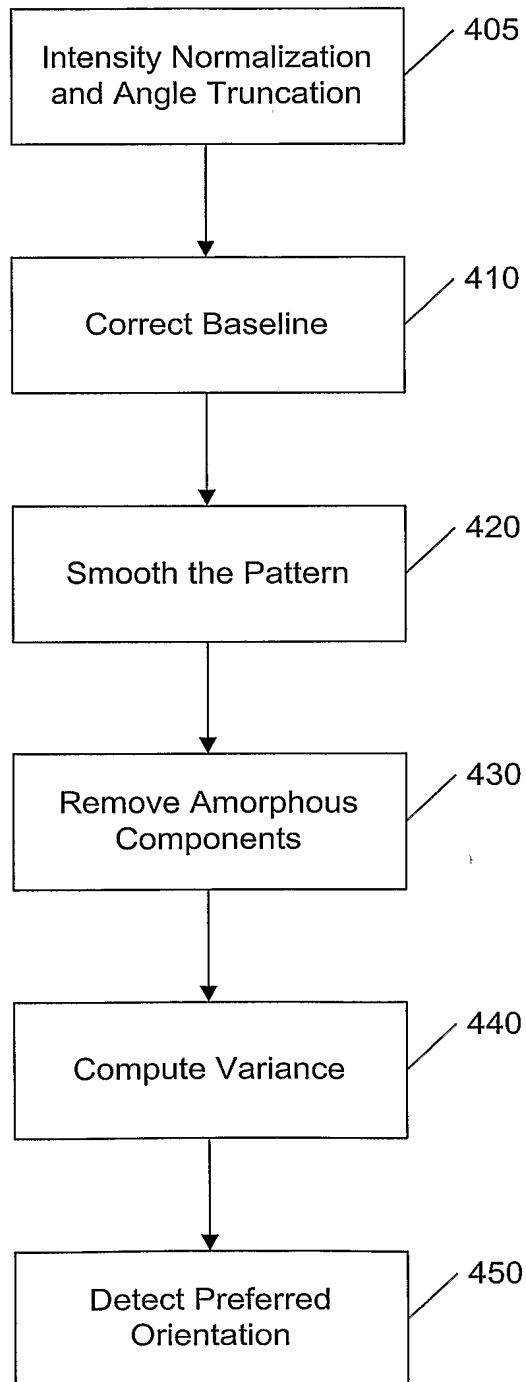 Intensity Normalization
and Angle Truncation
405
Correct Baseline
410
Smooth the Pattern
420
Remove Amorphous
Components
430
Compute Variance
440
Detect Preferred
Orientation
450